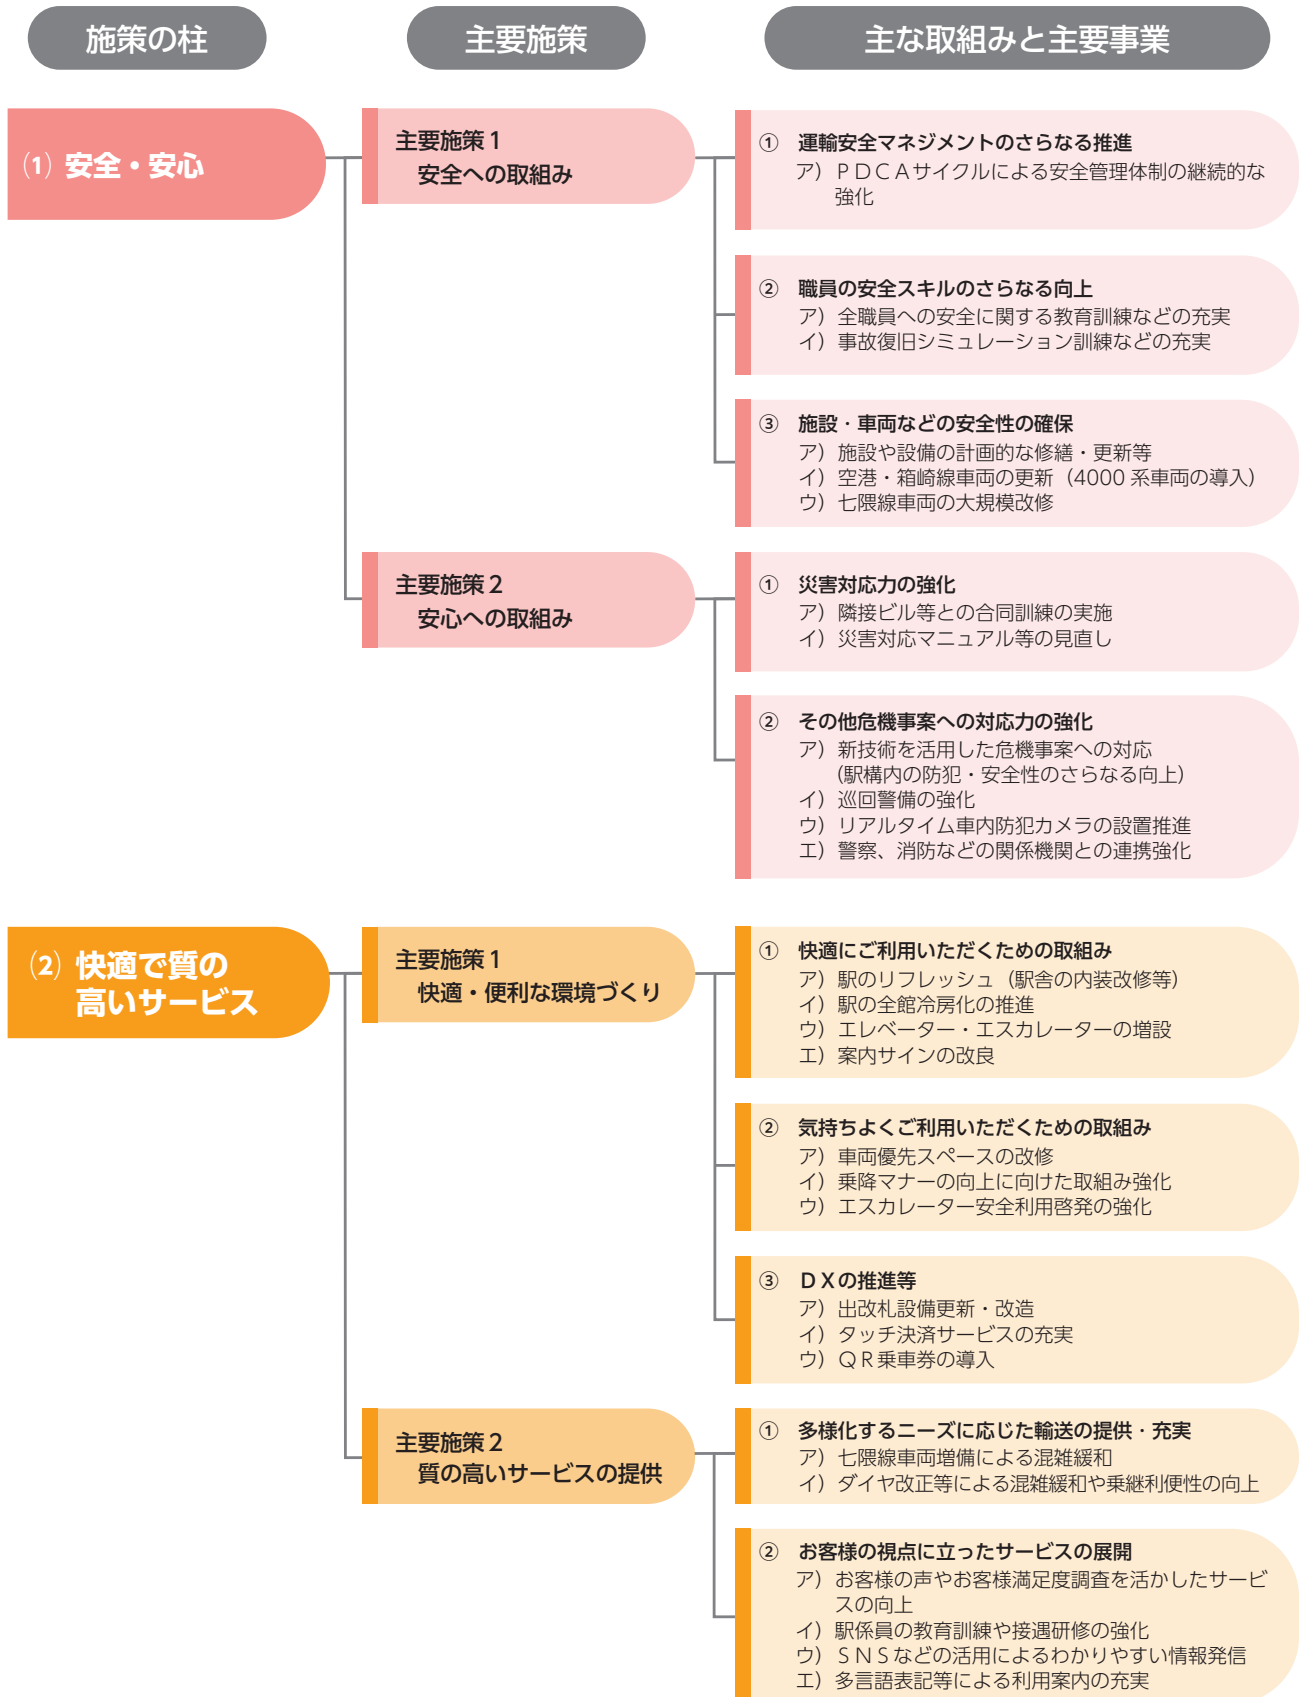 施策の柱
主要施策
主な取組みと主要事業
(1) 安全・安心
主要施策1
安全への取組み
① 運輸安全マネジメントのさらなる推進
ア）ＰＤＣＡサイクルによる安全管理体制の継続的な
強化
② 職員の安全スキルのさらなる向上
ア）全職員への安全に関する教育訓練などの充実
イ）事故復旧シミュレーション訓練などの充実
③ 施設・車両などの安全性の確保
ア）施設や設備の計画的な修繕・更新等
イ）空港・箱崎線車両の更新（4000 系車両の導入）
ウ）七隈線車両の大規模改修
主要施策2
安心への取組み
① 災害対応力の強化
ア）隣接ビル等との合同訓練の実施
イ）災害対応マニュアル等の見直し
② その他危機事案への対応力の強化
ア）新技術を活用した危機事案への対応
（駅構内の防犯・安全性のさらなる向上）
イ）巡回警備の強化
ウ）リアルタイム車内防犯カメラの設置推進
エ）警察、消防などの関係機関との連携強化
(2) 快適で質の
高いサービス
主要施策1
快適・便利な環境づくり
① 快適にご利用いただくための取組み
ア）駅のリフレッシュ（駅舎の内装改修等）
イ）駅の全館冷房化の推進
ウ）エレベーター・エスカレーターの増設
エ）案内サインの改良
② 気持ちよくご利用いただくための取組み
ア）車両優先スペースの改修
イ）乗降マナーの向上に向けた取組み強化
ウ）エスカレーター安全利用啓発の強化
③ ＤＸの推進等
ア）出改札設備更新・改造
イ）タッチ決済サービスの充実
ウ）ＱＲ乗車券の導入
主要施策2
質の高いサービスの提供
① 多様化するニーズに応じた輸送の提供・充実
ア）七隈線車両増備による混雑緩和
イ）ダイヤ改正等による混雑緩和や乗継利便性の向上
② お客様の視点に立ったサービスの展開
ア）お客様の声やお客様満足度調査を活かしたサービ
スの向上
イ）駅係員の教育訓練や接遇研修の強化
ウ）ＳＮＳなどの活用によるわかりやすい情報発信
エ）多言語表記等による利用案内の充実